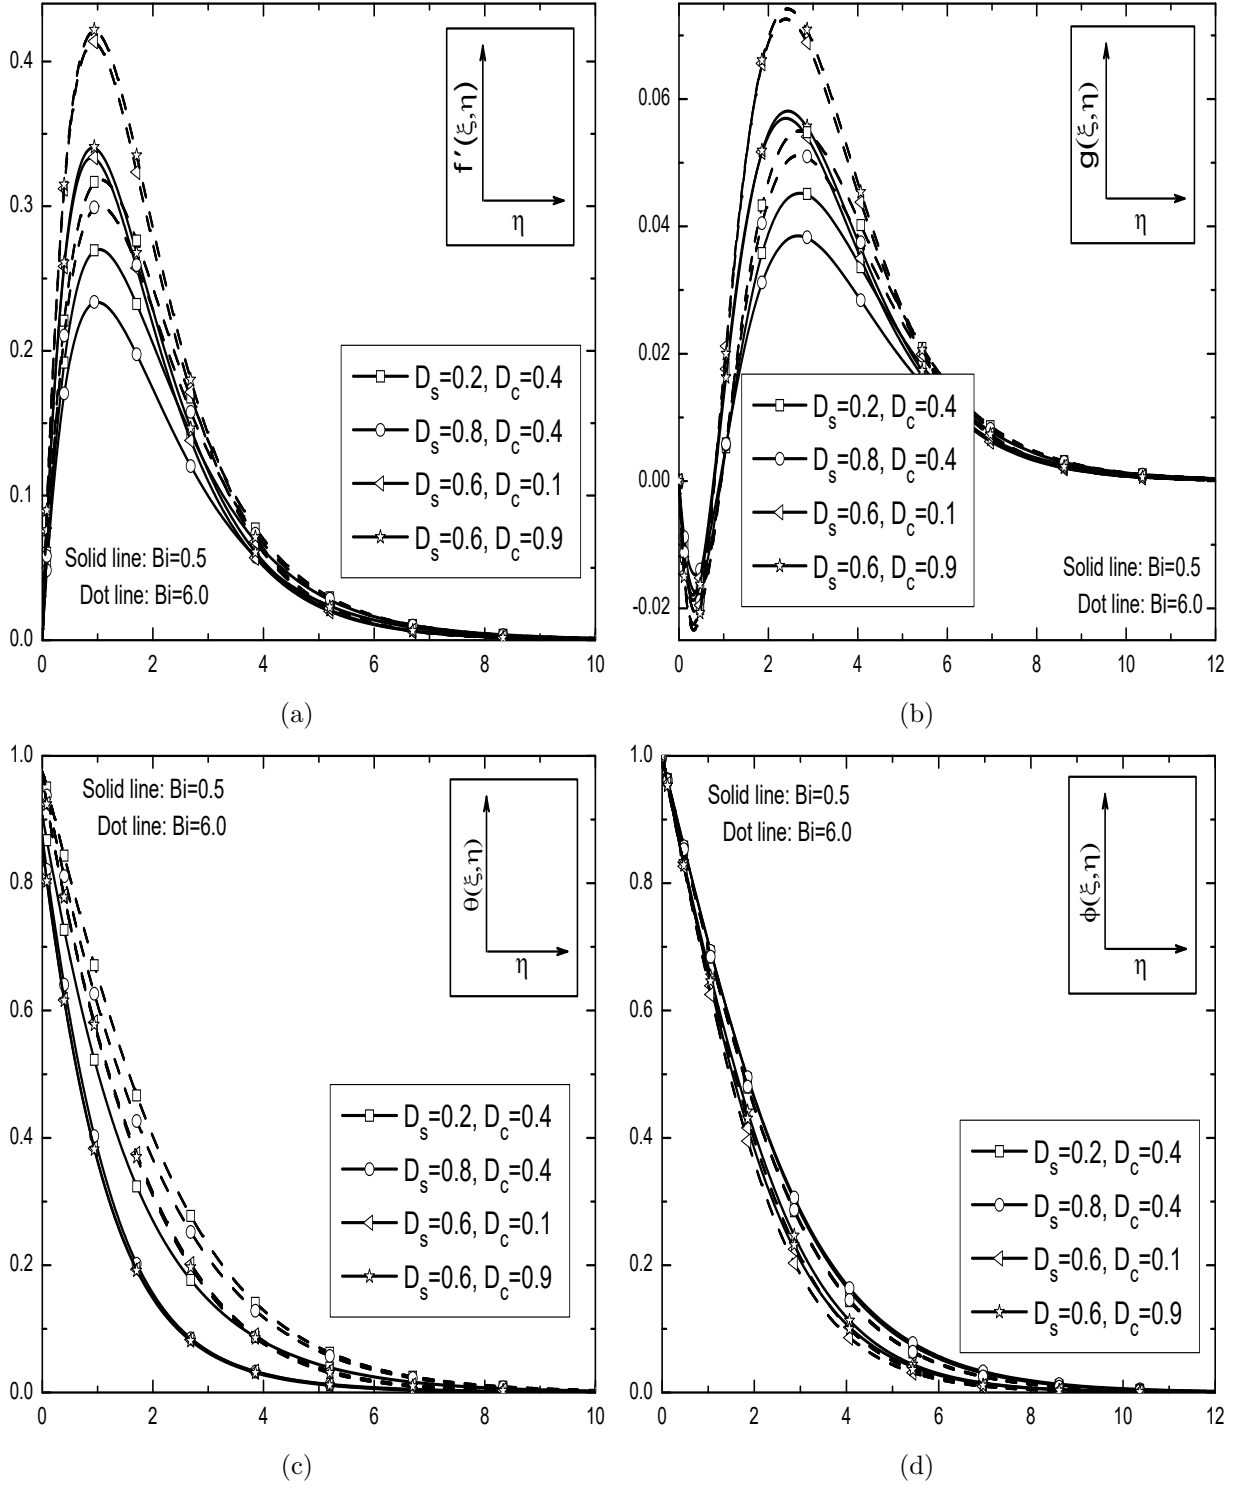 0.4
0.3
0.2
0.1
0.0
f ′(ξ,η)
η
D_s=0.2, D_c=0.4
D_s=0.8, D_c=0.4
D_s=0.6, D_c=0.1
D_s=0.6, D_c=0.9
Solid line: Bi=0.5
Dot line: Bi=6.0
0 2 4 6 8 10
(a)
0.06
0.04
0.02
0.00
-0.02
g(ξ,η)
η
D_s=0.2, D_c=0.4
D_s=0.8, D_c=0.4
D_s=0.6, D_c=0.1
D_s=0.6, D_c=0.9
Solid line: Bi=0.5
Dot line: Bi=6.0
0 2 4 6 8 10 12
(b)
1.0
0.8
0.6
0.4
0.2
0.0
Solid line: Bi=0.5
Dot line: Bi=6.0
θ(ξ,η)
η
D_s=0.2, D_c=0.4
D_s=0.8, D_c=0.4
D_s=0.6, D_c=0.1
D_s=0.6, D_c=0.9
0 2 4 6 8 10
(c)
1.0
0.8
0.6
0.4
0.2
0.0
Solid line: Bi=0.5
Dot line: Bi=6.0
ϕ(ξ,η)
η
D_s=0.2, D_c=0.4
D_s=0.8, D_c=0.4
D_s=0.6, D_c=0.1
D_s=0.6, D_c=0.9
0 2 4 6 8 10 12
(d)